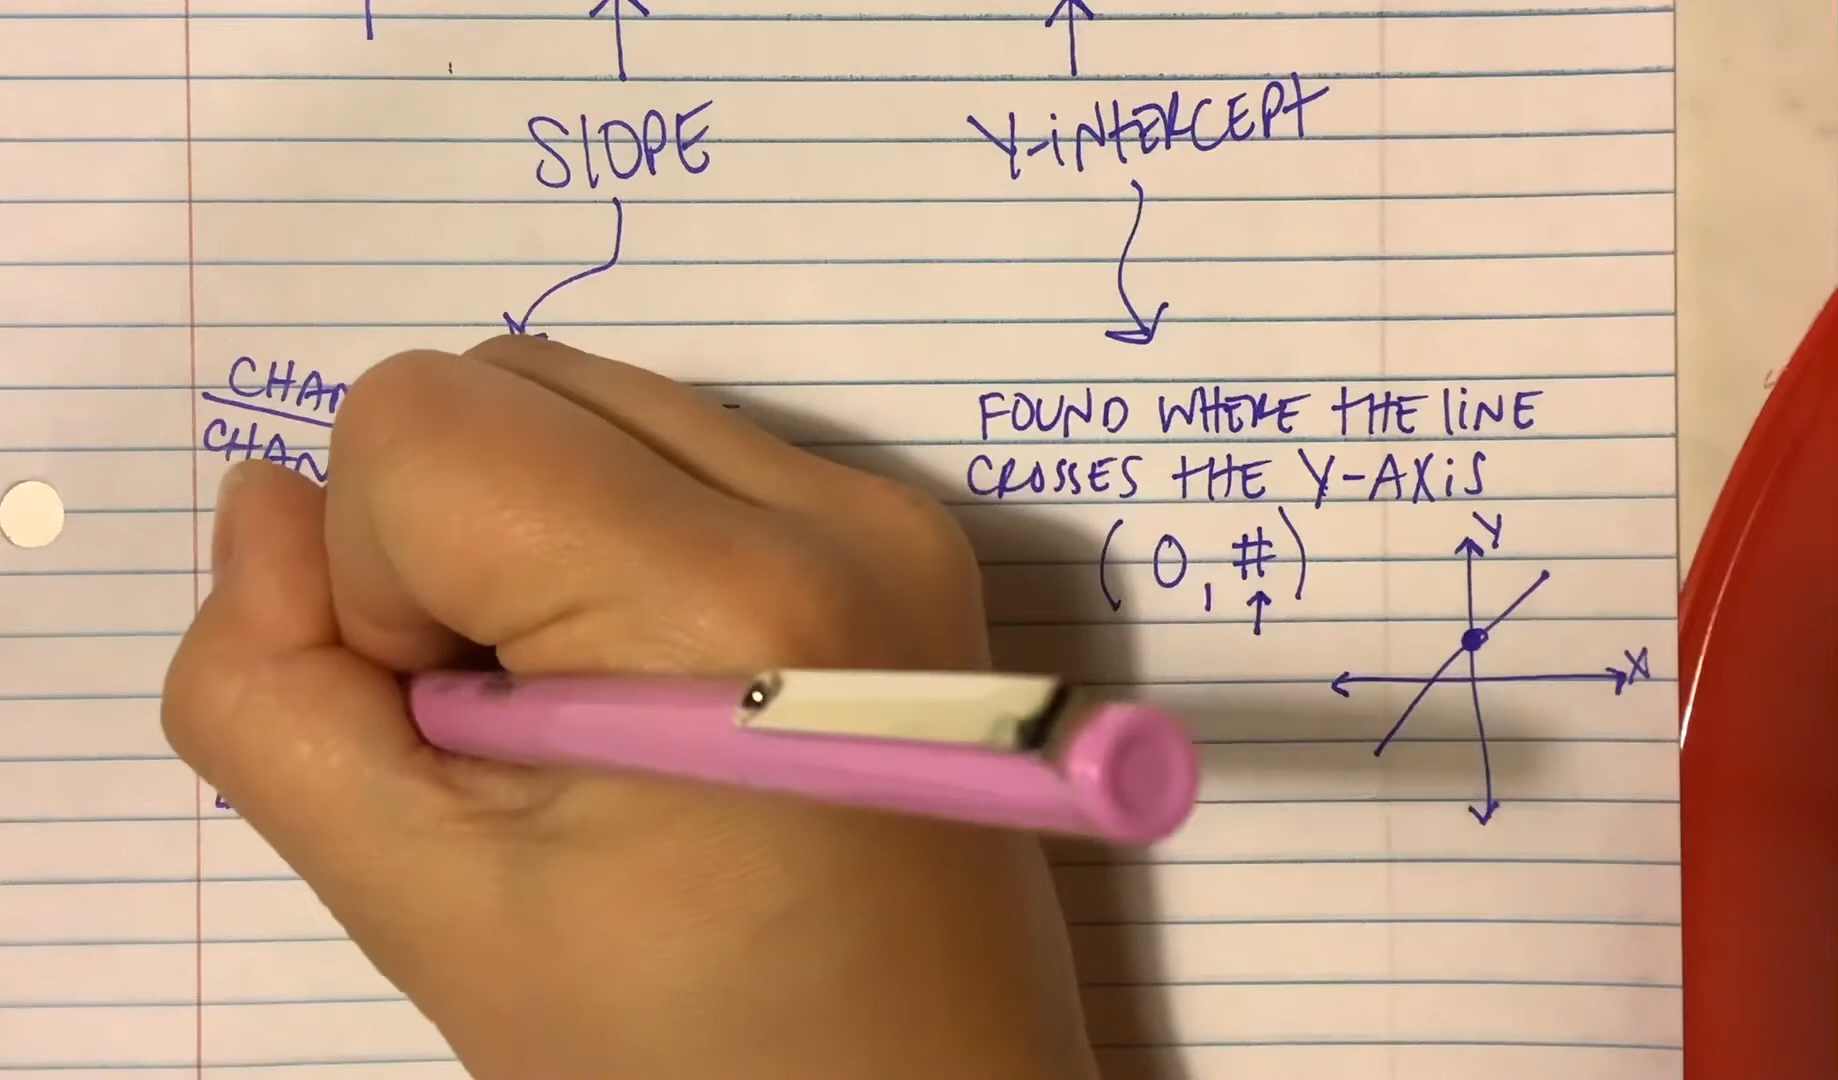 SLOPE
Y-INTERCEPT
FOUND WHERE THE LINE
CROSSES THE Y-AXIS
(0, #)
Y
X